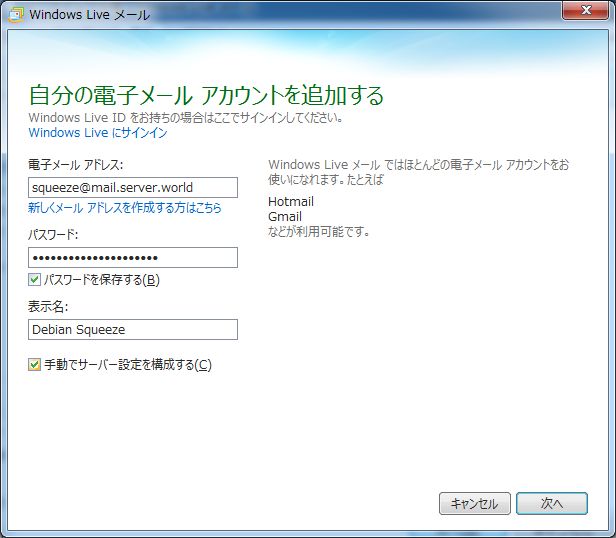 Windows Live メール
自分の電子メール アカウントを追加する
Windows Live ID をお持ちの場合はここでサインインしてください。
Windows Live にサインイン
電子メール アドレス:
squeeze@mail.server.world
新しくメール アドレスを作成する方はこちら
パスワード:
●●●●●●●●●●●●●●●●●●●●●
パスワードを保存する(B)
表示名:
Debian Squeeze
手動でサーバー設定を構成する(C)
Windows Live メール ではほとんどの電子メール アカウントをお
使いになれます。たとえば
Hotmail
Gmail
などが利用可能です。
キャンセル
次へ